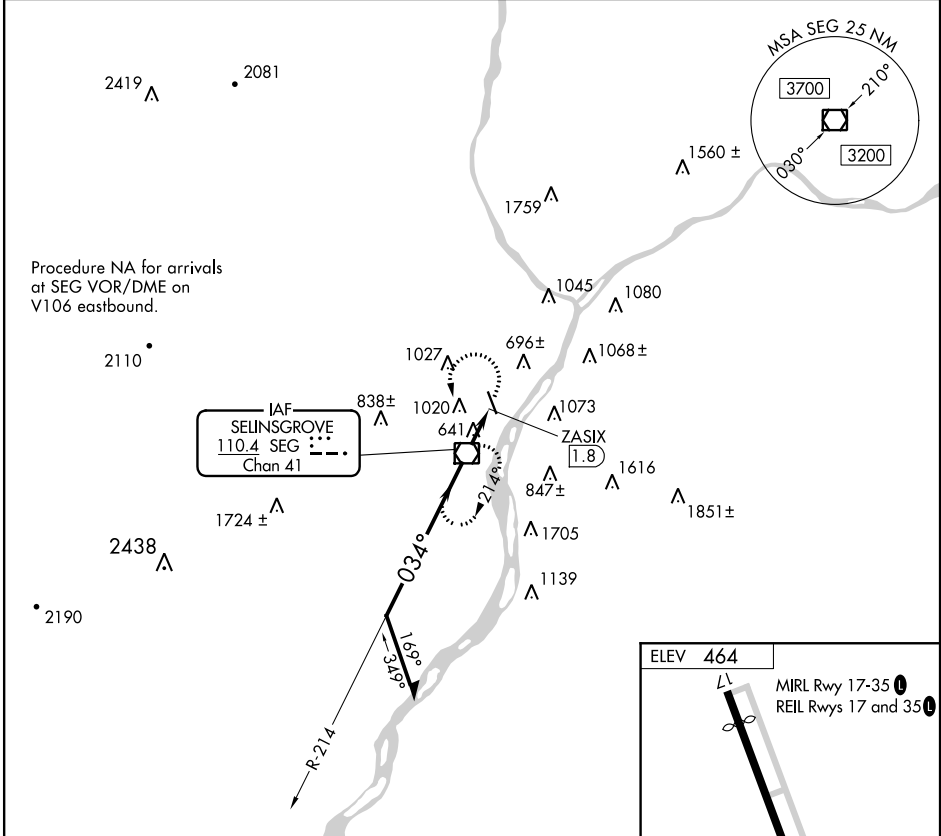 MSA SEG 25 NM
3700
210°
030°
3200
2419
2081
1560 ±
1759
Procedure NA for arrivals
at SEG VOR/DME on
V106 eastbound.
1045
1080
2110
1027
696±
1068±
IAF
SELINSGROVE
110.4 SEG
Chan 41
838±
1020
641
1073
ZASIX
1.8
214°
847±
1616
1724 ±
1851±
1705
034°
2438
1139
2190
169°
349°
R-214
ELEV 464
17
MIRL Rwy 17-35 L
REIL Rwys 17 and 35 L